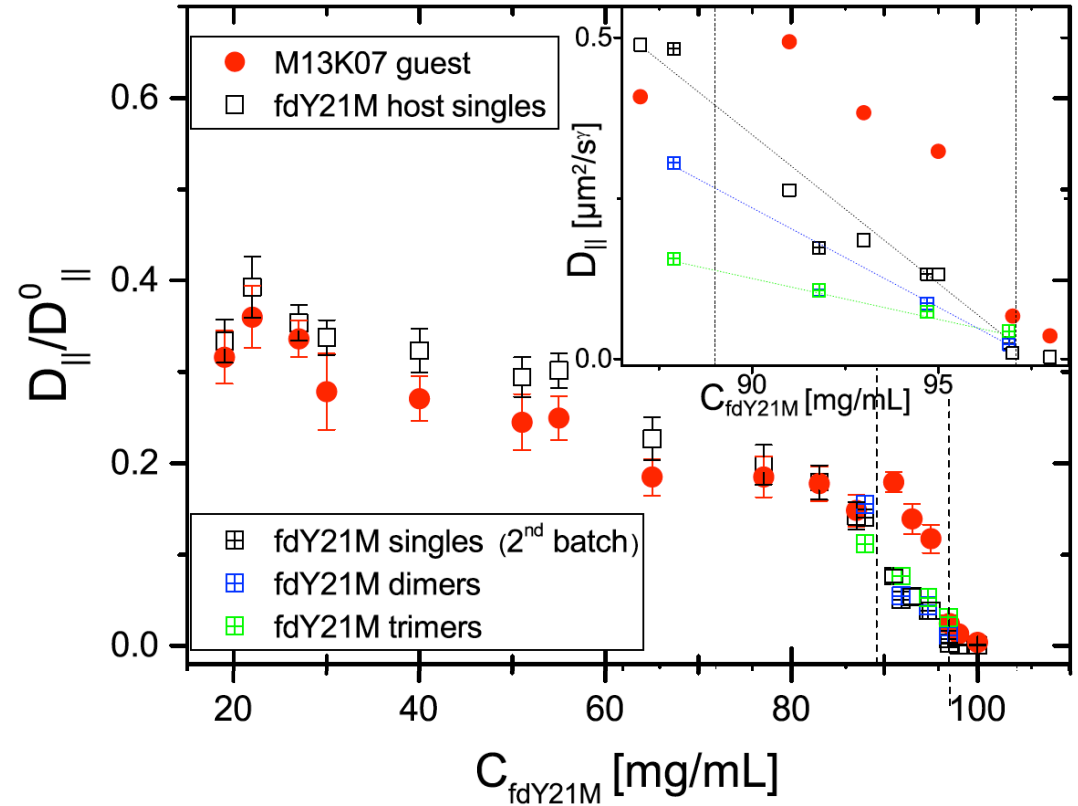 M13K07 guest
fdY21M host singles
0.5
0.0
D|| [μm²/sᵞ]
90
95
C_fdY21M [mg/mL]
0.6
0.4
0.2
0.0
D||/D⁰||
fdY21M singles (2nd batch)
fdY21M dimers
fdY21M trimers
20
40
60
80
100
C_fdY21M [mg/mL]